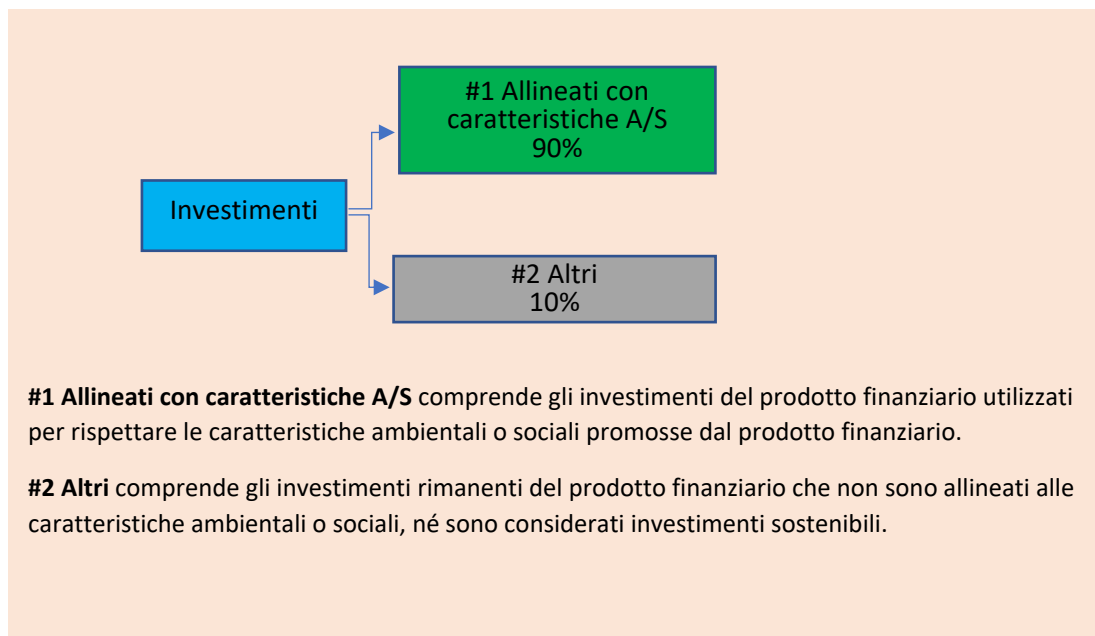 #1 Allineati con
caratteristiche A/S
90%
Investimenti
#2 Altri
10%
#1 Allineati con caratteristiche A/S comprende gli investimenti del prodotto finanziario utilizzati
per rispettare le caratteristiche ambientali o sociali promosse dal prodotto finanziario.
#2 Altri comprende gli investimenti rimanenti del prodotto finanziario che non sono allineati alle
caratteristiche ambientali o sociali, né sono considerati investimenti sostenibili.